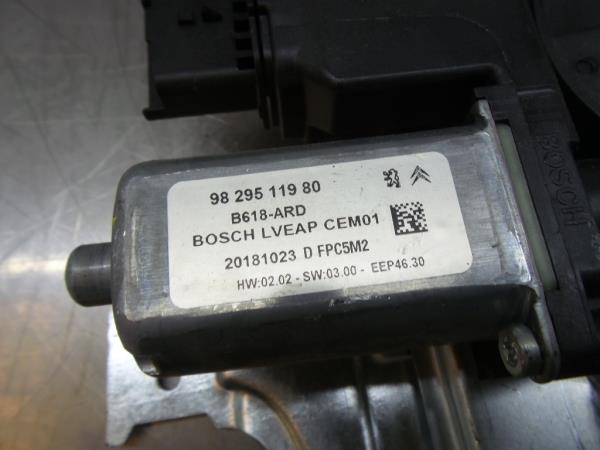 98 295 119 80
B618-ARD
BOSCH LVEAP CEM01
20181023 D FPC5M2
HW:02.02 - SW:03.00 - EEP46.30
BOSCH